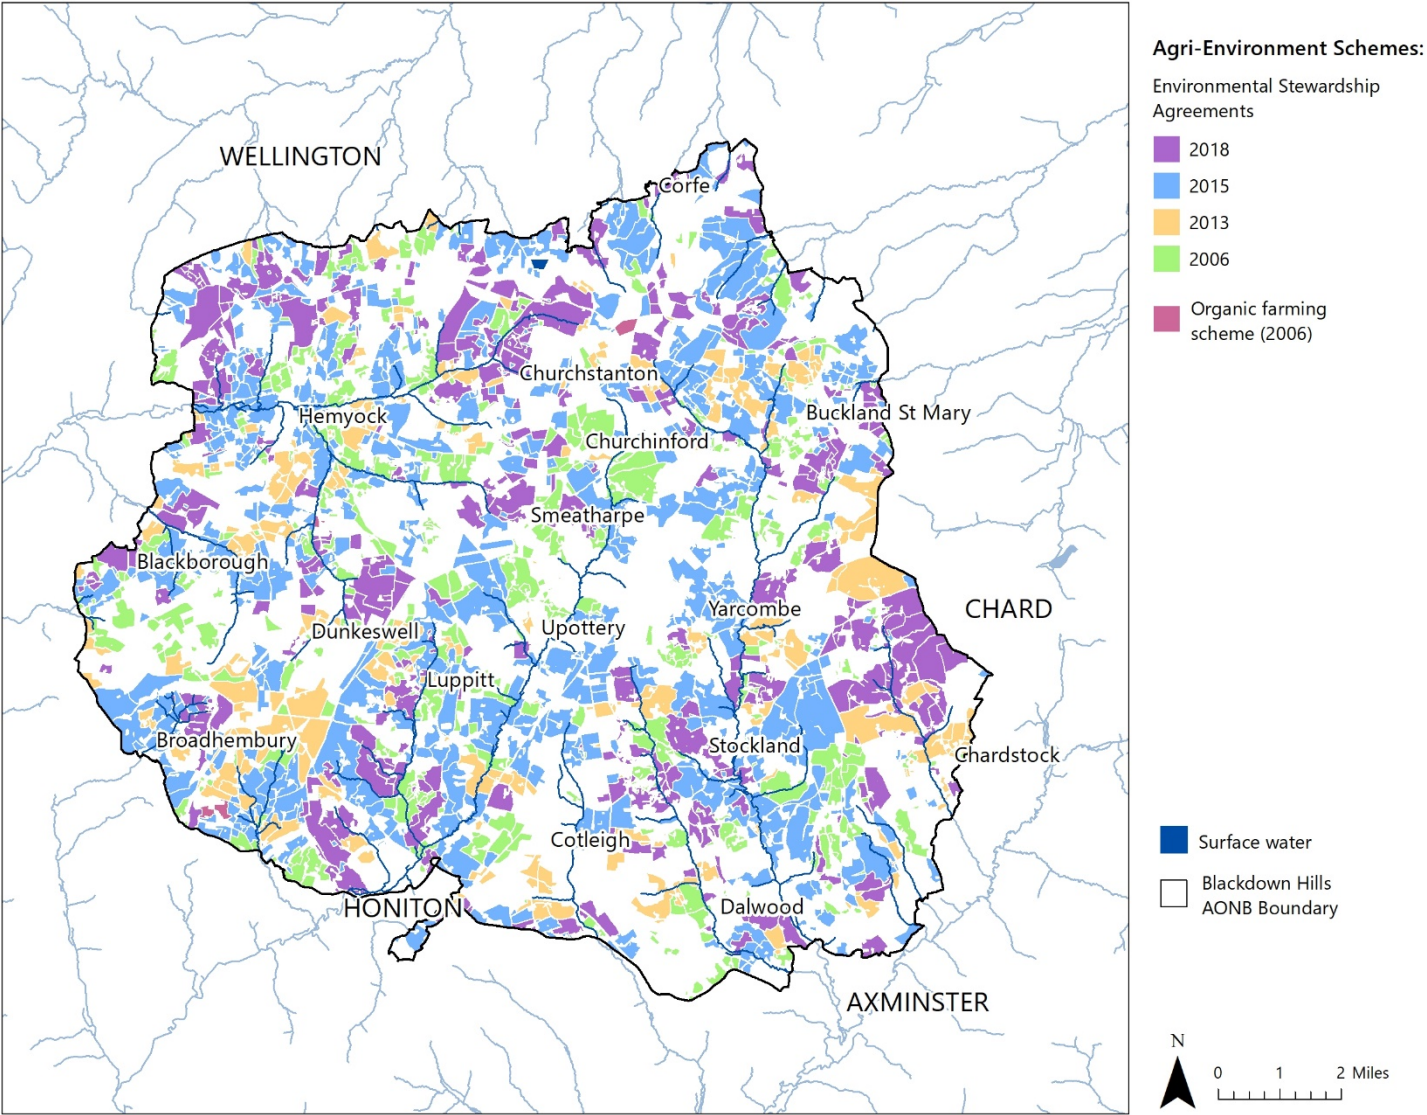 Agri-Environment Schemes:
Environmental Stewardship
Agreements
2018
2015
2013
2006
Organic farming
scheme (2006)
WELLINGTON
Corfe
Churchstanton
Hemyock
Buckland St Mary
Churchinford
Smeatharpe
Blackborough
Yarcombe
CHARD
Dunkeswell
Upottery
Luppitt
Broadhembury
Stockland
Chardstock
Cotleigh
HONITON
Dalwood
AXMINSTER
Surface water
Blackdown Hills
AONB Boundary
N
0 1 2 Miles